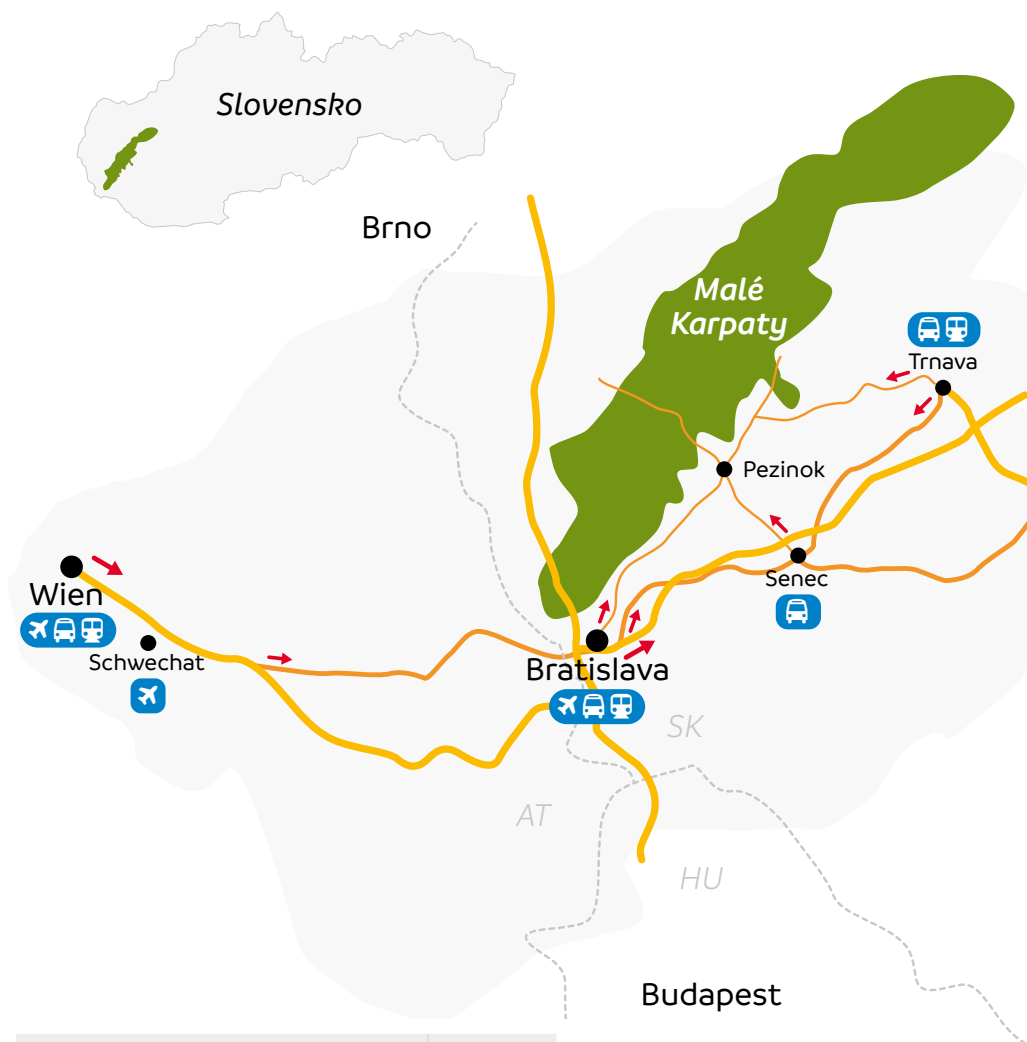 Slovensko
Brno
Malé
Karpaty
Trnava
Pezinok
Senec
Wien
Schwechat
Bratislava
SK
AT
HU
Budapest